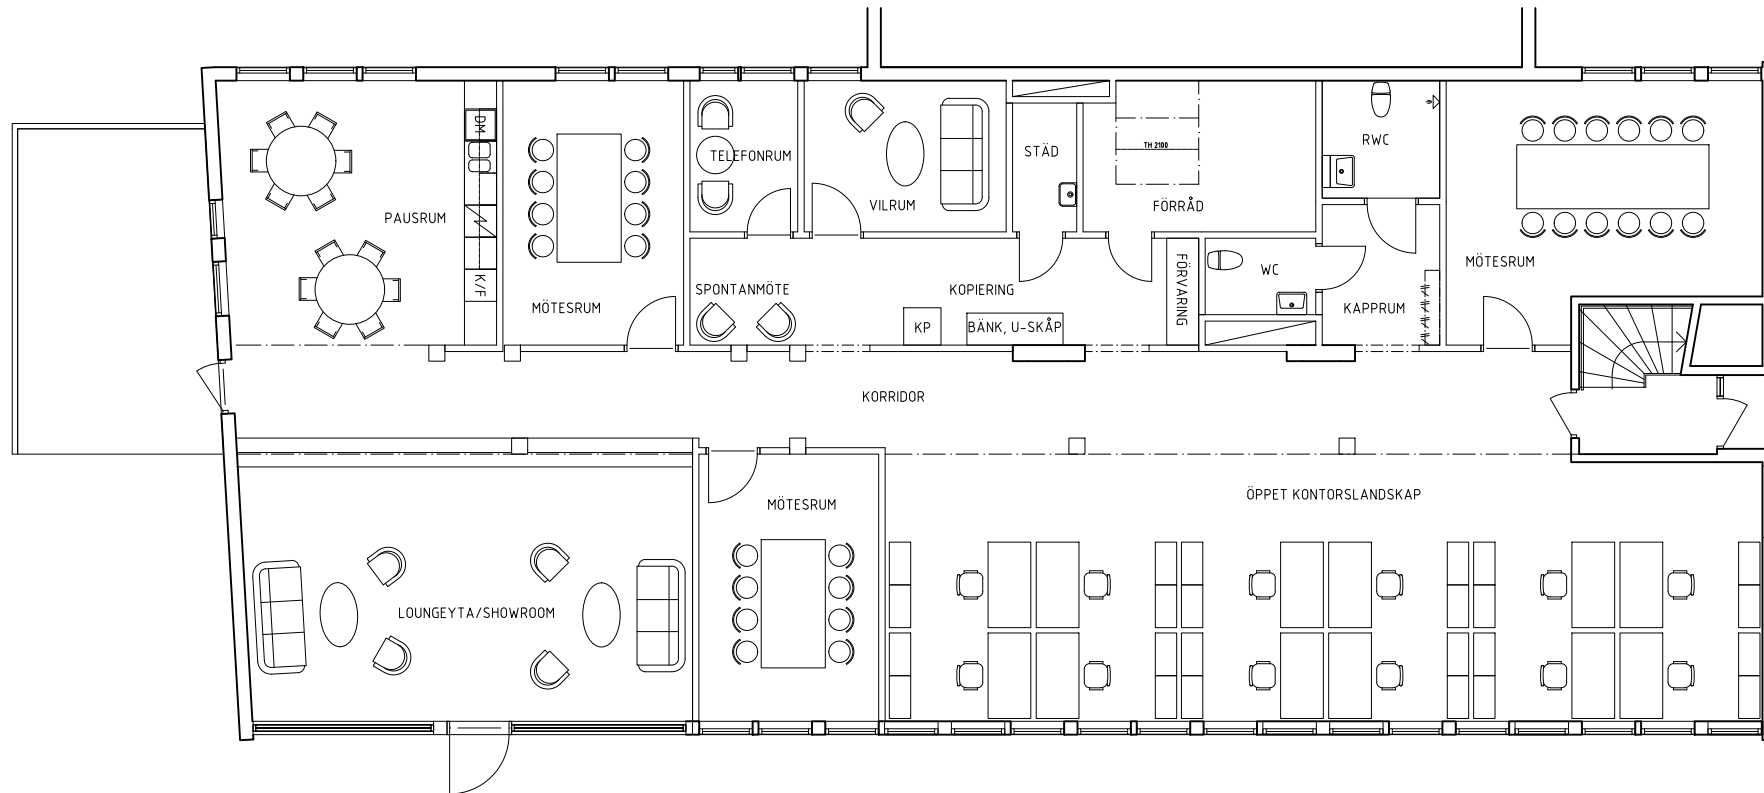 DM
TELEFONRUM
STÄD
TH 2100
RWC
PAUSRUM
VILRUM
FÖRRÅD
MÖTESRUM
K/F
MÖTESRUM
SPONTANMÖTE
KOPIERING
FÖRVARING
WC
KAPPRUM
KP
BÄNK, U-SKÅP
KORRIDOR
MÖTESRUM
ÖPPET KONTORSLANDSKAP
LOUNGEYTA/SHOWROOM